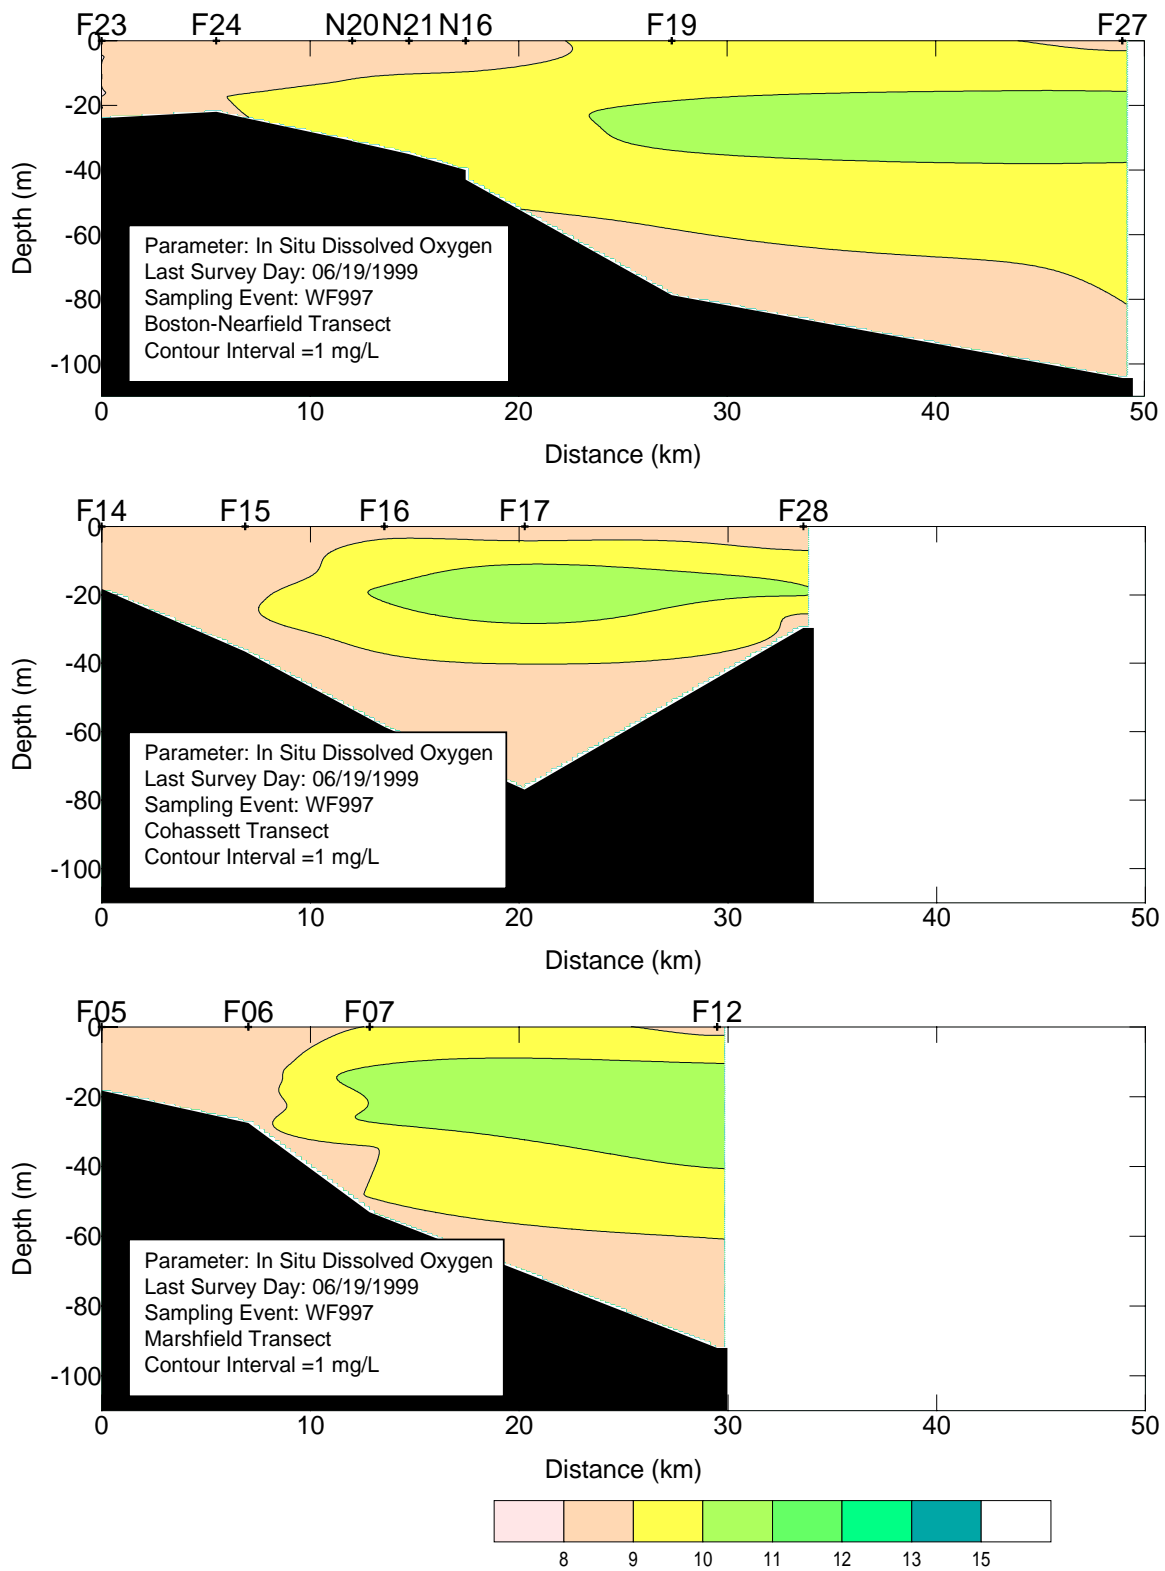 F23 F24 N20 N21 N16 F19 F27
0
-20
-40
-60
-80
-100
Depth (m)
Parameter: In Situ Dissolved Oxygen
Last Survey Day: 06/19/1999
Sampling Event: WF997
Boston-Nearfield Transect
Contour Interval =1 mg/L
0 10 20 30 40 50
Distance (km)
F14 F15 F16 F17 F28
0
-20
-40
-60
-80
-100
Depth (m)
Parameter: In Situ Dissolved Oxygen
Last Survey Day: 06/19/1999
Sampling Event: WF997
Cohassett Transect
Contour Interval =1 mg/L
0 10 20 30 40 50
Distance (km)
F05 F06 F07 F12
0
-20
-40
-60
-80
-100
Depth (m)
Parameter: In Situ Dissolved Oxygen
Last Survey Day: 06/19/1999
Sampling Event: WF997
Marshfield Transect
Contour Interval =1 mg/L
0 10 20 30 40 50
Distance (km)
8 9 10 11 12 13 15